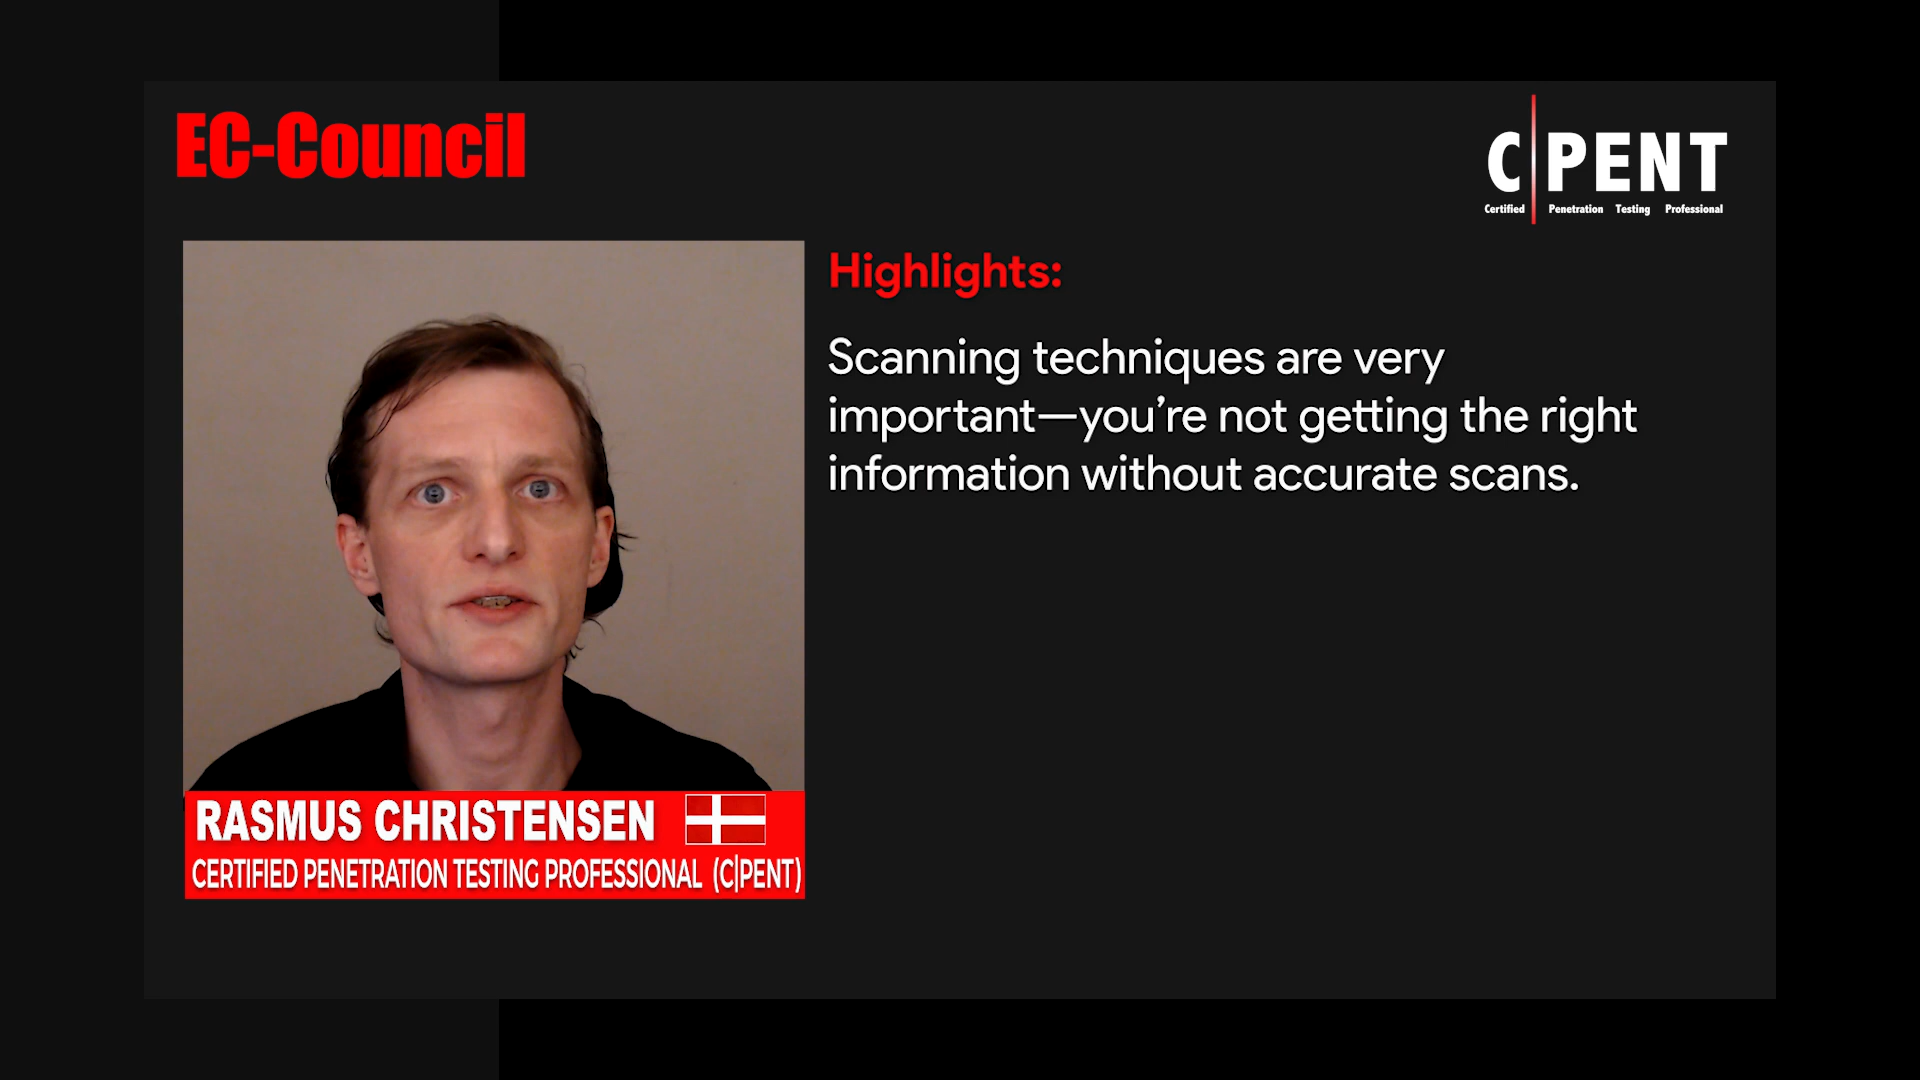 EC-Council
C|PENT
Certified Penetration Testing Professional
Highlights:
Scanning techniques are very
important—you’re not getting the right
information without accurate scans.
RASMUS CHRISTENSEN
CERTIFIED PENETRATION TESTING PROFESSIONAL (C|PENT)